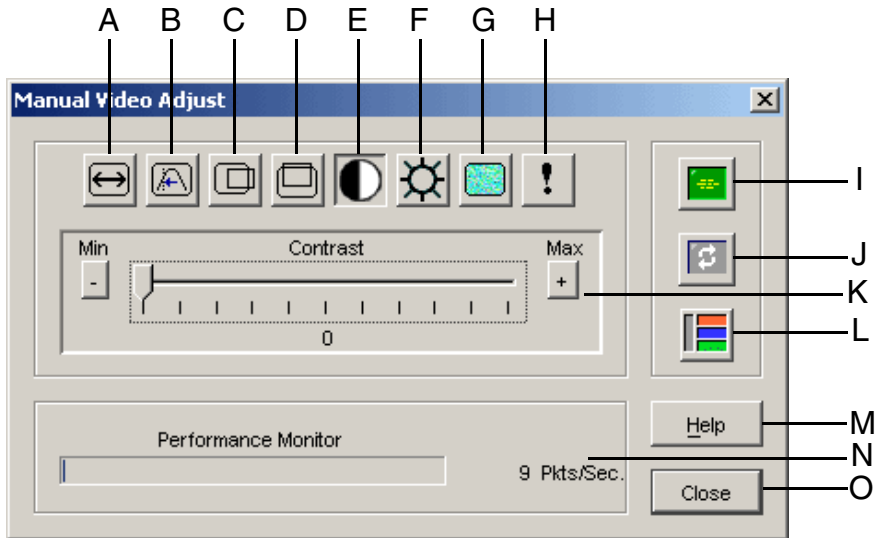 A B C D E F G H
Manual Video Adjust
I
J
Min Contrast Max
- +
K
0
L
Help
M
Performance Monitor
N
9 Pkts/Sec.
Close
O